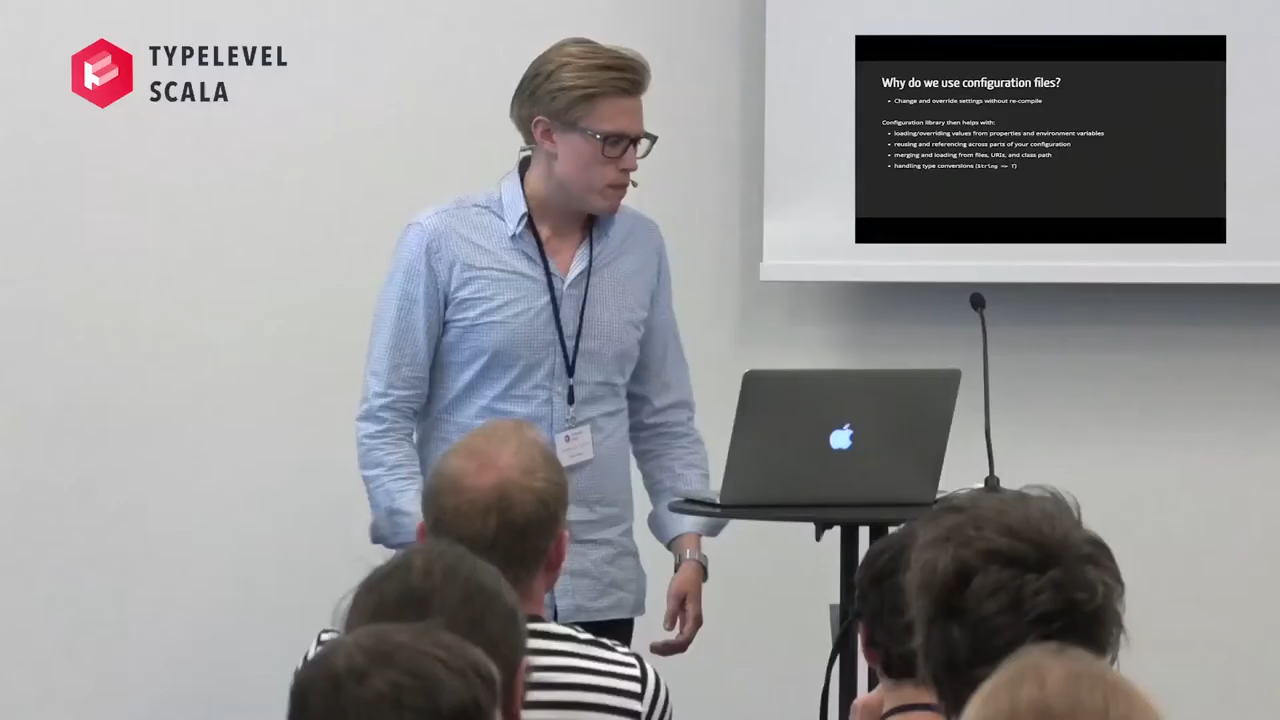 TYPELEVEL
SCALA
Why do we use configuration files?
Change and override settings without re-compile
Configuration library then helps with:
loading/overriding values from properties and environment variables
reusing and referencing across parts of your configuration
merging and loading from files, URIs, and class path
handling type conversions (String => T)